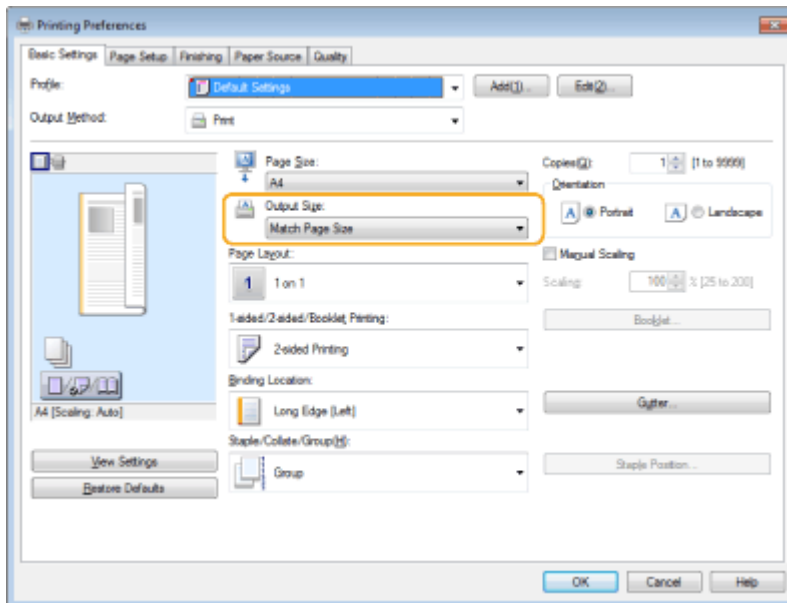 Printing Preferences
Basic Settings Page Setup Finishing Paper Source Quality
Profile: Default Settings Add(1)... Edit(2)...
Output Method: Print
Page Size: Copies(Q): 1 [1 to 9999]
A4 Orientation
Output Size: A Portrait A Landscape
Match Page Size
Page Layout: Manual Scaling
1 1 on 1 Scaling: 100 % [25 to 200]
1-sided/2-sided/Booklet Printing: Booklet...
2-sided Printing
Binding Location:
A4 [Scaling: Auto] Long Edge (Left) Gutter...
Staple/Collate/Group(H):
View Settings Group Staple Position...
Restore Defaults
OK Cancel Help